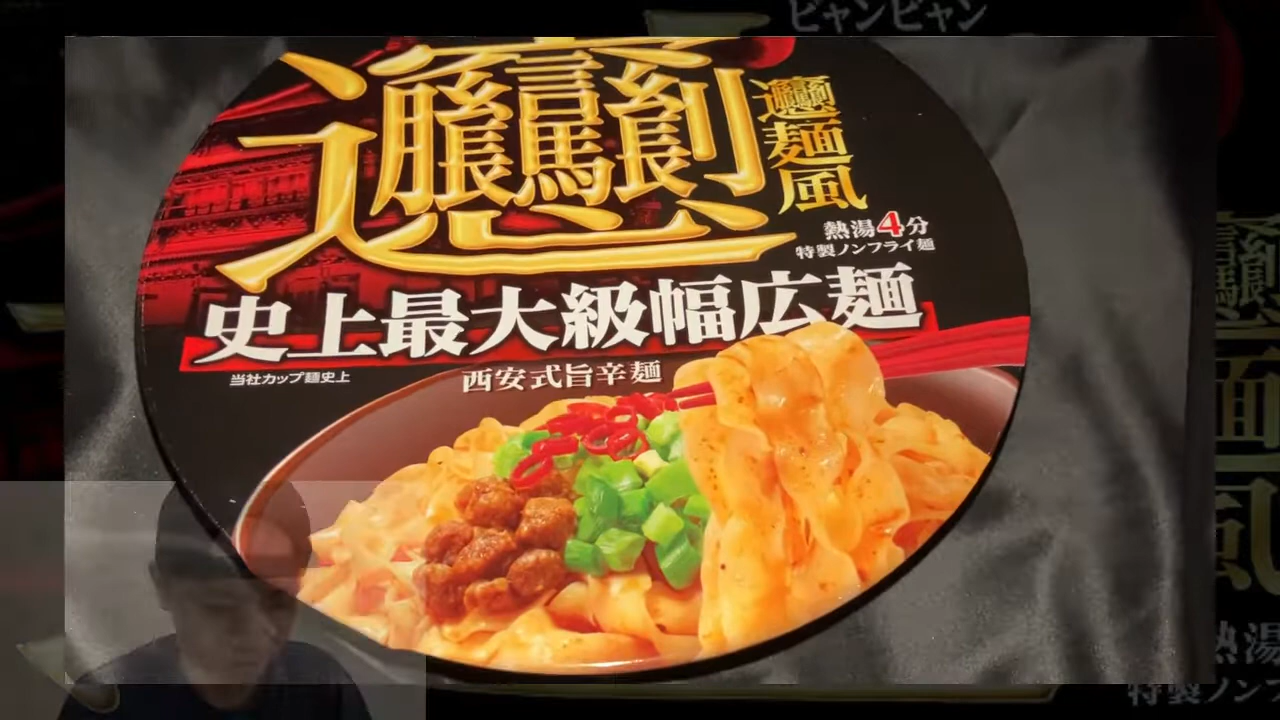 ビャンビャン
𰻝
𰻝麺風
熱湯4分
特製ノンフライ麺
史上最大級幅広麺
当社カップ麺史上
西安式旨辛麺
熱湯
特製ノン